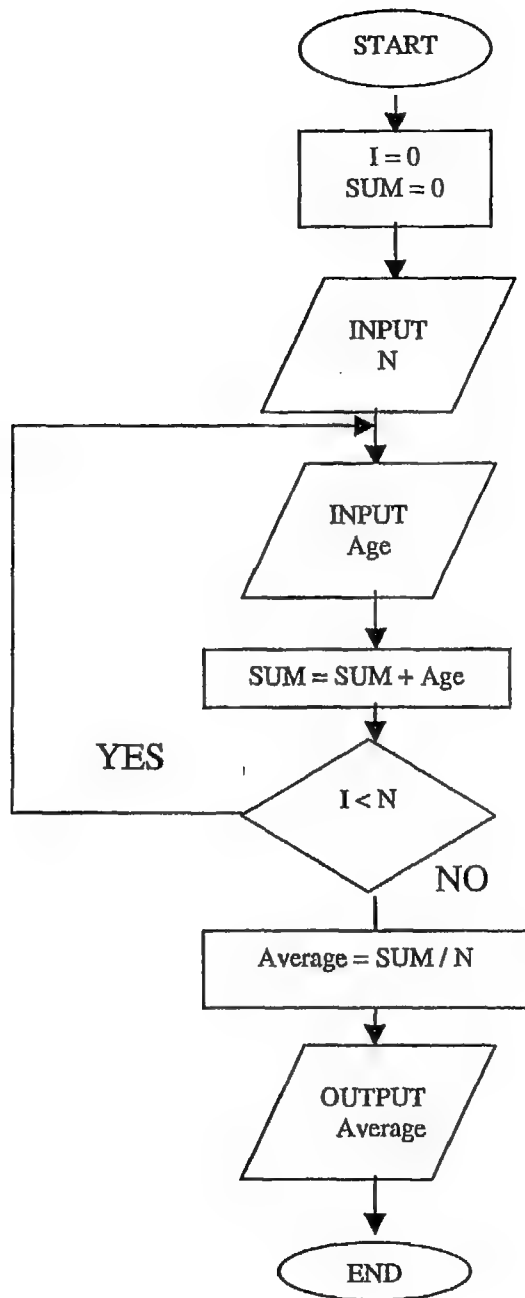 START
I = 0
SUM = 0
INPUT
N
INPUT
Age
SUM = SUM + Age
YES
I < N
NO
Average = SUM / N
OUTPUT
Average
END